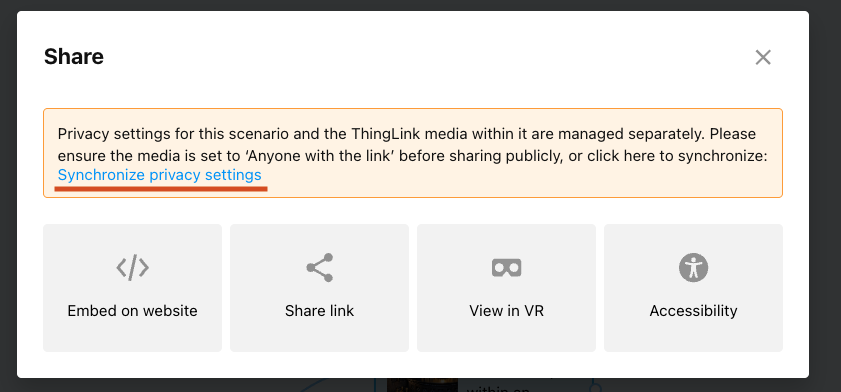 Share
Privacy settings for this scenario and the ThingLink media within it are managed separately. Please
ensure the media is set to ‘Anyone with the link’ before sharing publicly, or click here to synchronize:
Synchronize privacy settings
Embed on website
Share link
View in VR
Accessibility